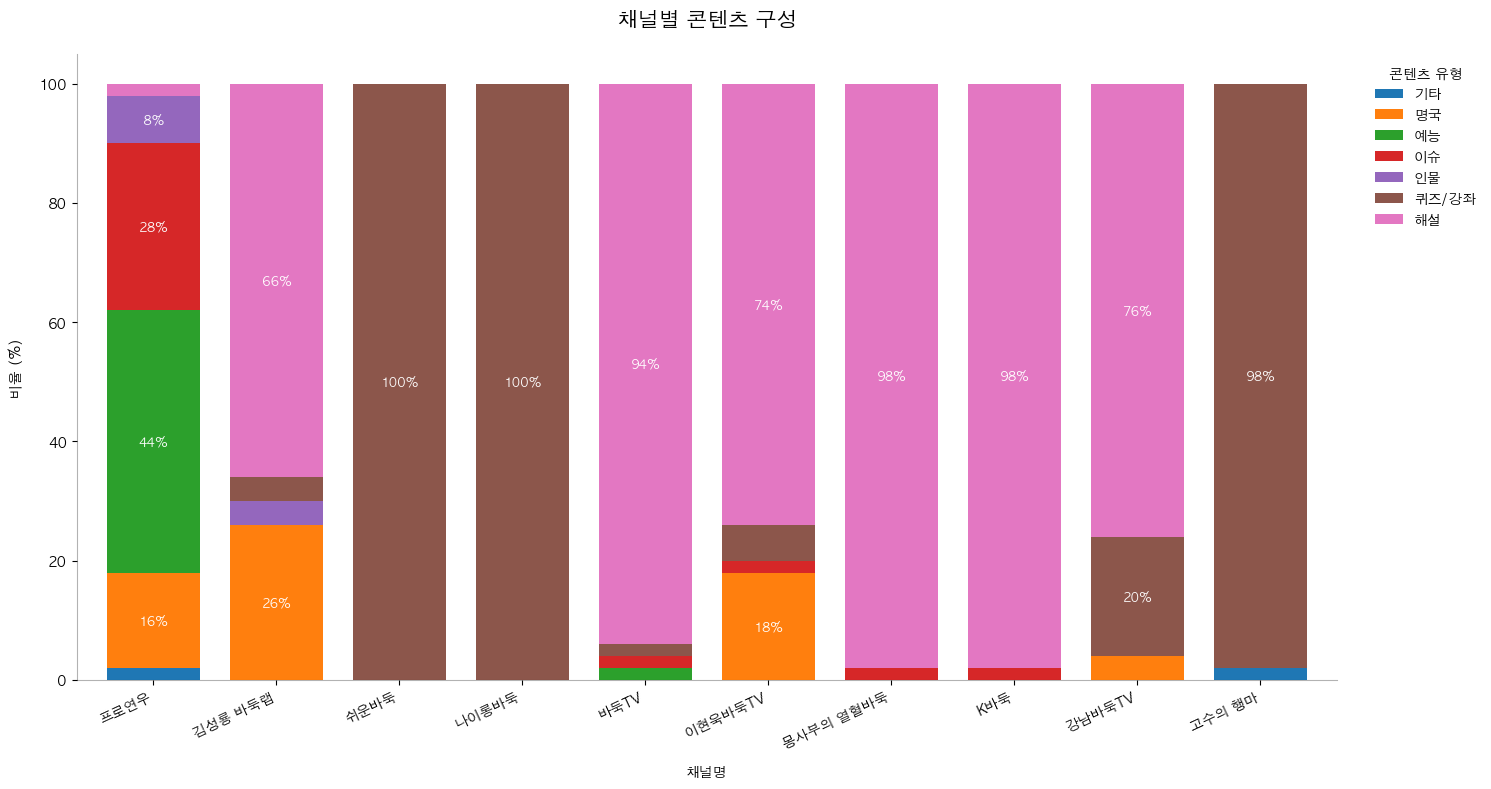 채널별 콘텐츠 구성
콘텐츠 유형
기타
명국
예능
이슈
인물
퀴즈/강좌
해설
비율 (%)
100
80
60
40
20
0
8%
28%
44%
16%
66%
26%
100%
100%
94%
74%
18%
98%
98%
76%
20%
98%
프로연우
김성룡 바둑랩
쉬운바둑
나이롱바둑
바둑TV
이현욱바둑TV
몽사부의 열혈바둑
K바둑
강남바둑TV
고수의 행마
채널명